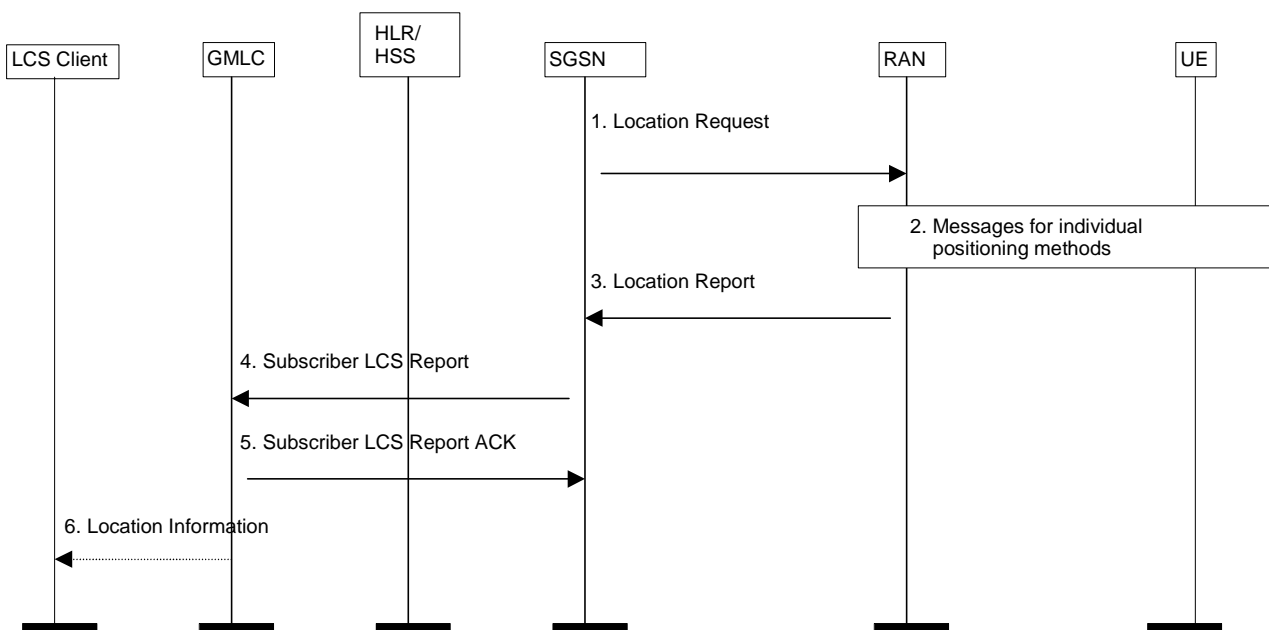 HLR/
HSS
LCS Client
GMLC
SGSN
RAN
UE
1. Location Request
2. Messages for individual
positioning methods
3. Location Report
4. Subscriber LCS Report
5. Subscriber LCS Report ACK
6. Location Information